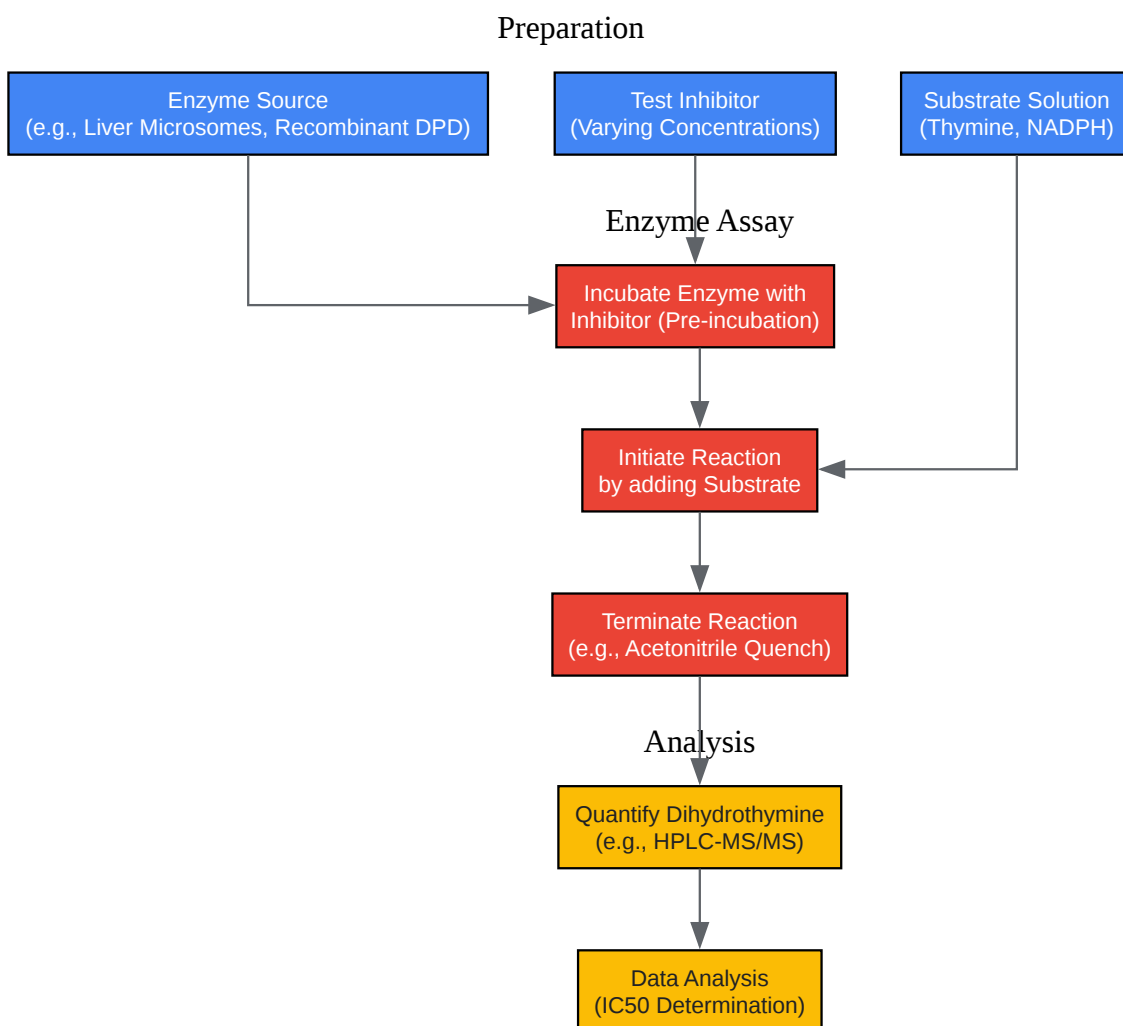 Preparation
Enzyme Source
(e.g., Liver Microsomes, Recombinant DPD)
Test Inhibitor
(Varying Concentrations)
Substrate Solution
(Thymine, NADPH)
Enzyme Assay
Incubate Enzyme with
Inhibitor (Pre-incubation)
Initiate Reaction
by adding Substrate
Terminate Reaction
(e.g., Acetonitrile Quench)
Analysis
Quantify Dihydrothymine
(e.g., HPLC-MS/MS)
Data Analysis
(IC50 Determination)